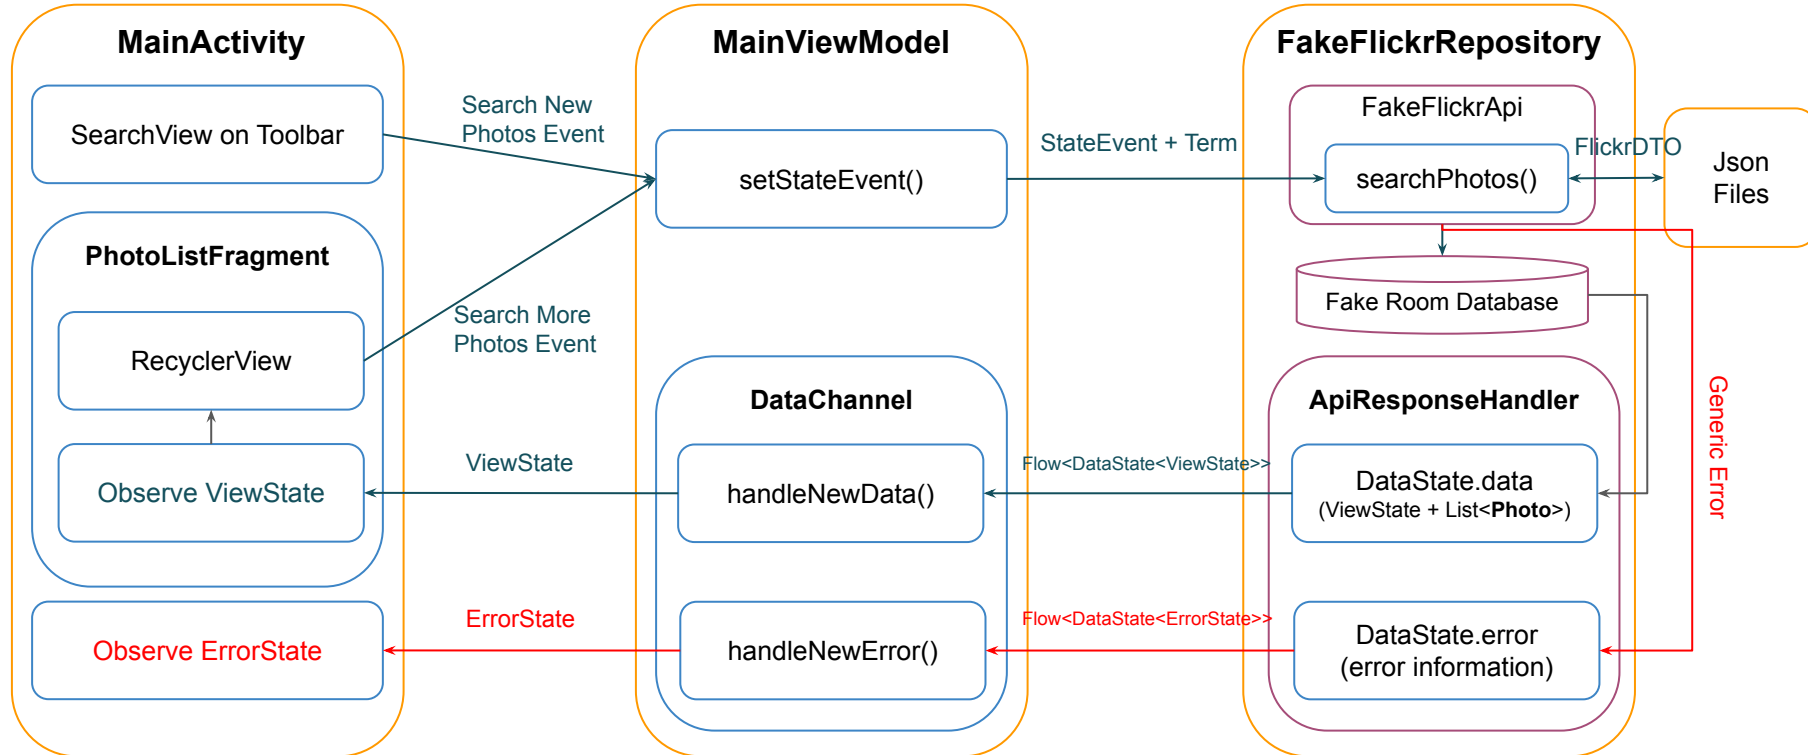 MainActivity
SearchView on Toolbar
PhotoListFragment
RecyclerView
Observe ViewState
Observe ErrorState
Search New
Photos Event
Search More
Photos Event
ViewState
ErrorState
MainViewModel
setStateEvent()
DataChannel
handleNewData()
handleNewError()
StateEvent + Term
Flow<DataState<ViewState>>
Flow<DataState<ErrorState>>
FakeFlickrRepository
FakeFlickrApi
searchPhotos()
FlickrDTO
Json
Files
Fake Room Database
ApiResponseHandler
DataState.data
(ViewState + List<Photo>)
DataState.error
(error information)
Generic Error